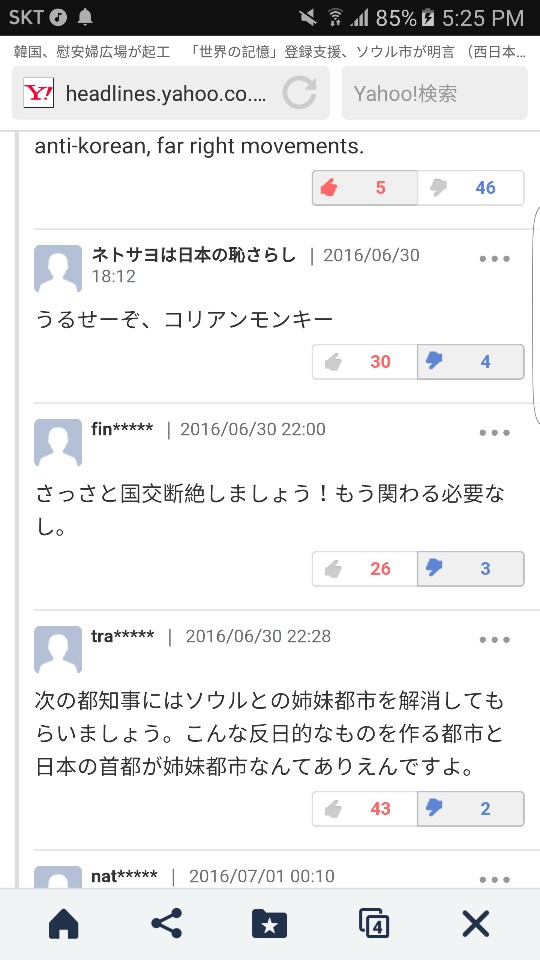 SKT 85% 5:25 PM
韓国、慰安婦広場が起工 「世界の記憶」登録支援、ソウル市が明言 (西日本...
Y! headlines.yahoo.co.... Yahoo!検索
anti-korean, far right movements.
5 46
ネトサヨは日本の恥さらし | 2016/06/30
18:12
うるせーぞ、コリアンモンキー
30 4
fin***** | 2016/06/30 22:00
さっさと国交断絶しましょう!もう関わる必要な
し。
26 3
tra***** | 2016/06/30 22:28
次の都知事にはソウルとの姉妹都市を解消しても
らいましょう。こんな反日的なものを作る都市と
日本の首都が姉妹都市なんてありえんですよ。
43 2
nat***** | 2016/07/01 00:10
4